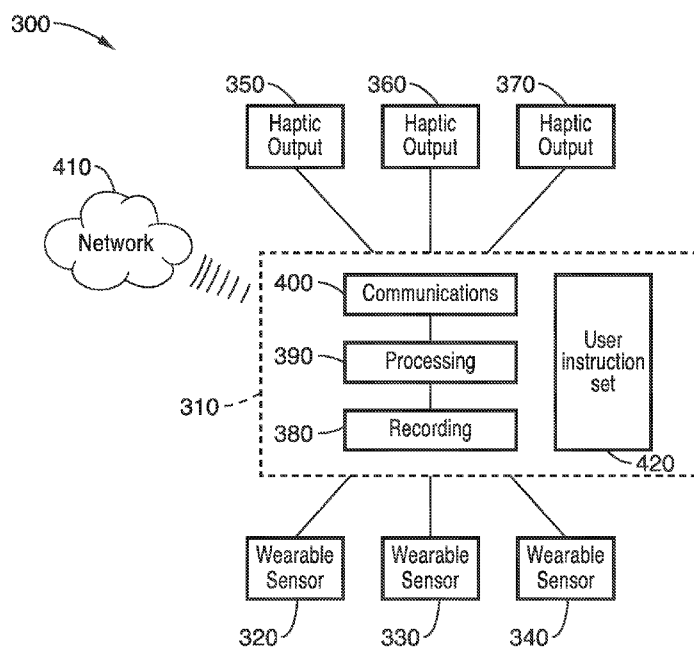 300
350
360
370
Haptic Output
Haptic Output
Haptic Output
410
Network
400
Communications
390
Processing
310
380
Recording
User instruction set
420
Wearable Sensor
Wearable Sensor
Wearable Sensor
320
330
340